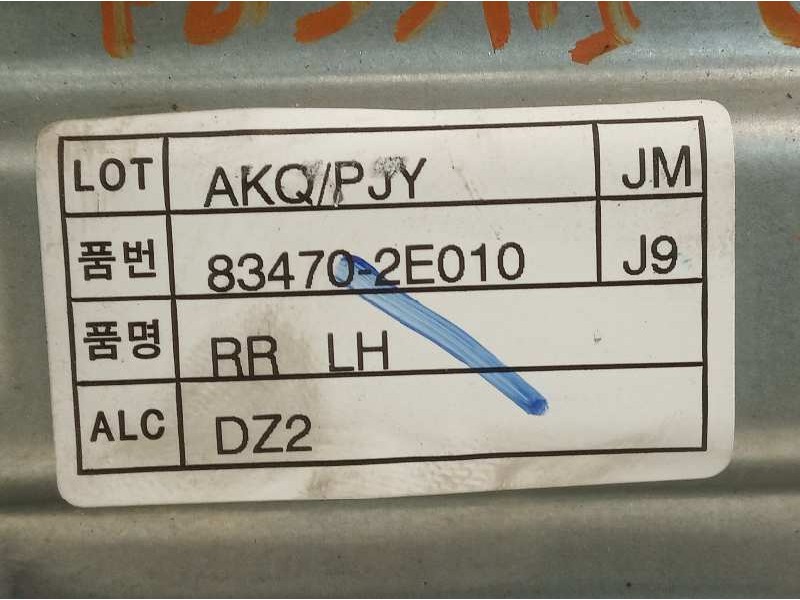 LOT AKQ/PJY JM
품번 83470-2E010 J9
품명 RR LH
ALC DZ2